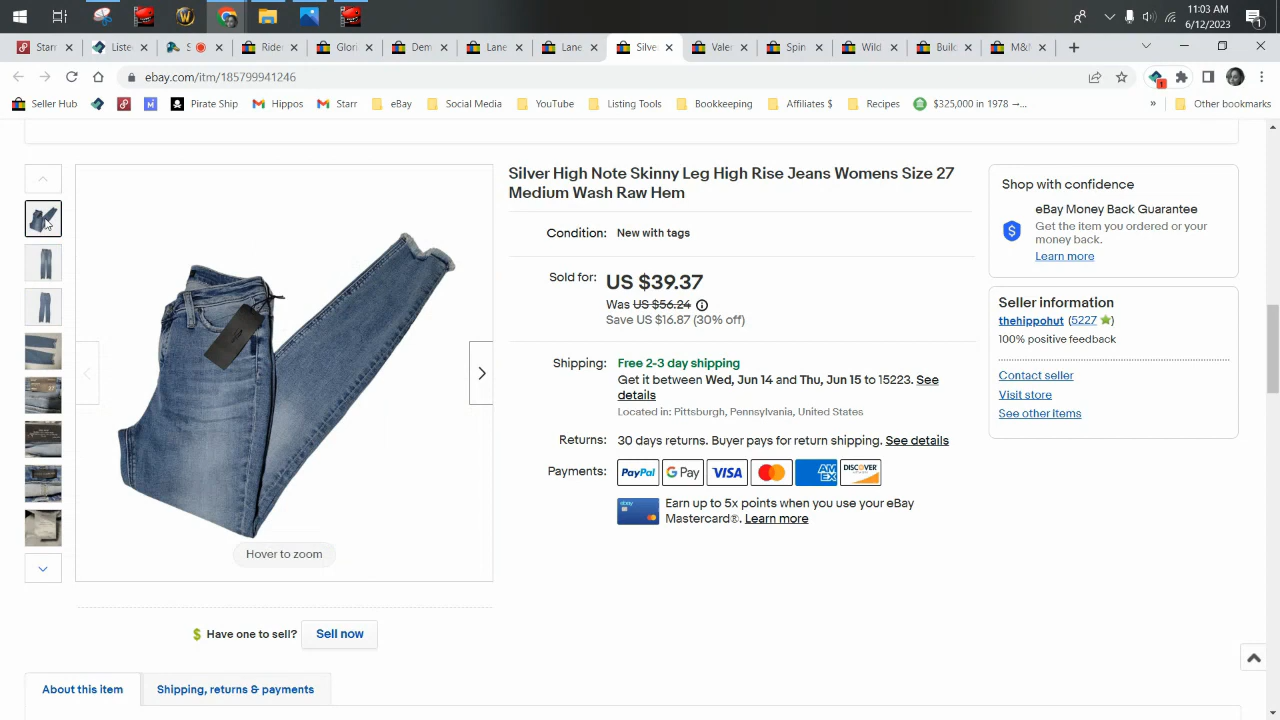 11:03 AM
6/12/2023
1
Starr
Liste
S
Ride
Glori
Dem
Lane
Lane
Silve
Valer
Spin
Wild
Build
M&M
ebay.com/itm/185799941246
1
Seller Hub
Pirate Ship
Hippos
Starr
eBay
Social Media
YouTube
Listing Tools
Bookkeeping
Affiliates $
Recipes
$325,000 in 1978 →...
»
Other bookmarks
Silver High Note Skinny Leg High Rise Jeans Womens Size 27
Medium Wash Raw Hem
Condition: New with tags
Sold for: US $39.37
Was US $56.24
Save US $16.87 (30% off)
Shipping: Free 2-3 day shipping
Get it between Wed, Jun 14 and Thu, Jun 15 to 15223. See
details
Located in: Pittsburgh, Pennsylvania, United States
Returns: 30 days returns. Buyer pays for return shipping. See details
Payments: PayPal G Pay VISA AM EX DISCOVER
Earn up to 5x points when you use your eBay
Mastercard®. Learn more
Shop with confidence
eBay Money Back Guarantee
Get the item you ordered or your
money back.
Learn more
Seller information
thehippohut (5227)
100% positive feedback
Contact seller
Visit store
See other items
Hover to zoom
Have one to sell? Sell now
About this item
Shipping, returns & payments